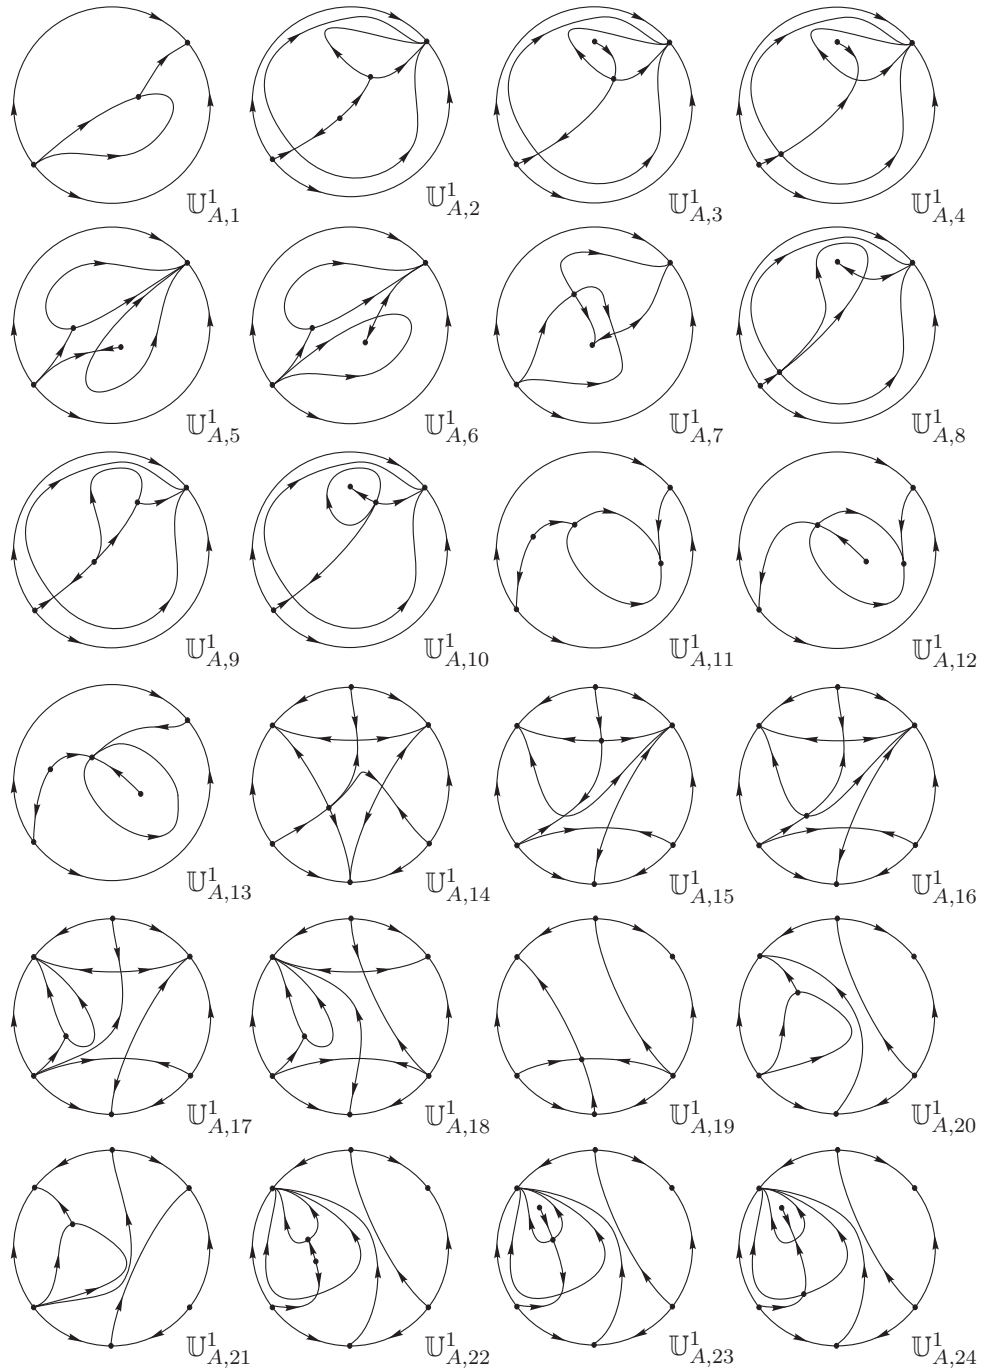 𝕌¹_{A,1} 𝕌¹_{A,2} 𝕌¹_{A,3} 𝕌¹_{A,4}
𝕌¹_{A,5} 𝕌¹_{A,6} 𝕌¹_{A,7} 𝕌¹_{A,8}
𝕌¹_{A,9} 𝕌¹_{A,10} 𝕌¹_{A,11} 𝕌¹_{A,12}
𝕌¹_{A,13} 𝕌¹_{A,14} 𝕌¹_{A,15} 𝕌¹_{A,16}
𝕌¹_{A,17} 𝕌¹_{A,18} 𝕌¹_{A,19} 𝕌¹_{A,20}
𝕌¹_{A,21} 𝕌¹_{A,22} 𝕌¹_{A,23} 𝕌¹_{A,24}